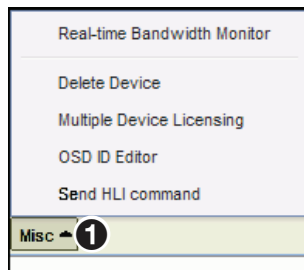 Real-time Bandwidth Monitor
Delete Device
Multiple Device Licensing
OSD ID Editor
Send HLI command
Misc 1